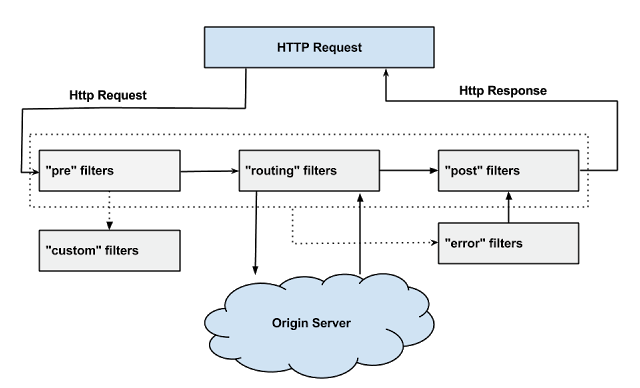 HTTP Request
Http Request
Http Response
"pre" filters
"routing" filters
"post" filters
"custom" filters
"error" filters
Origin Server